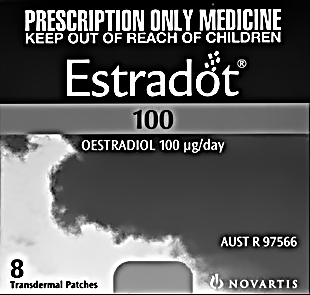 PRESCRIPTION ONLY MEDICINE
KEEP OUT OF REACH OF CHILDREN
Estradot®
100
OESTRADIOL 100 µg/day
AUST R 97566
8
Transdermal Patches
NOVARTIS